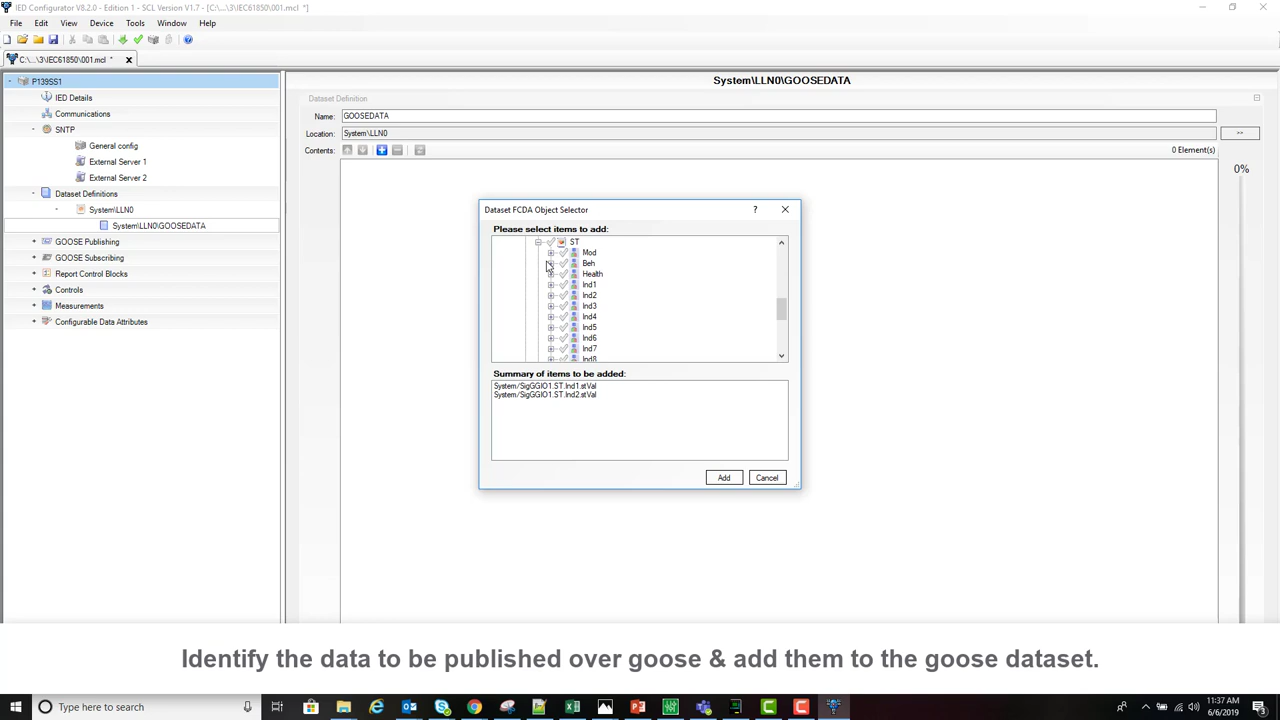 IED Configurator V8.2.0 - Edition 1 - SCL Version V1.7 - [C:\...\3\IEC61850\001.mcl *]
File Edit View Device Tools Window Help
C:\...\3\IEC61850\001.mcl *
P139SS1
IED Details
Communications
SNTP
General config
External Server 1
External Server 2
Dataset Definitions
System\LLN0
System\LLN0\GOOSEDATA
GOOSE Publishing
GOOSE Subscribing
Report Control Blocks
Controls
Measurements
Configurable Data Attributes
System\LLN0\GOOSEDATA
Dataset Definition
Name: GOOSEDATA
Location: System\LLN0 >>
Contents: 0 Element(s)
0%
Dataset FCDA Object Selector ?
Please select items to add:
ST
Mod
Beh
Health
Ind1
Ind2
Ind3
Ind4
Ind5
Ind6
Ind7
Ind8
Summary of items to be added:
System/SigGGIO1.ST.Ind1.stVal
System/SigGGIO1.ST.Ind2.stVal
Add Cancel
Identify the data to be published over goose & add them to the goose dataset.
Type here to search
11:37 AM
6/6/2019